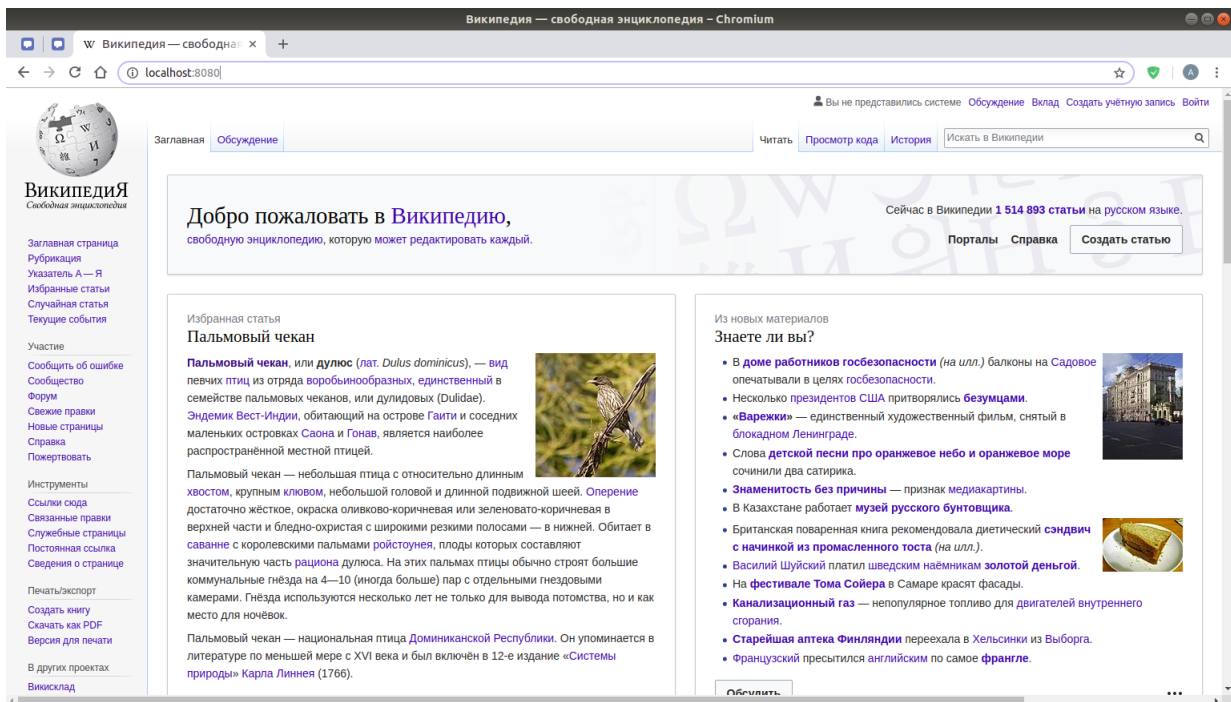 Википедия — свободная энциклопедия – Chromium
W Википедия — свободная
localhost:8080
A
Вы не представились системе Обсуждение Вклад Создать учётную запись Войти
Заглавная Обсуждение
Читать Просмотр кода История Искать в Википедии
ВикипедиЯ
Свободная энциклопедия
Заглавная страница
Рубрикация
Указатель А — Я
Избранные статьи
Случайная статья
Текущие события
Участие
Сообщить об ошибке
Сообщество
Форум
Свежие правки
Новые страницы
Справка
Пожертвовать
Инструменты
Ссылки сюда
Связанные правки
Служебные страницы
Постоянная ссылка
Сведения о странице
Печать/экспорт
Создать книгу
Скачать как PDF
Версия для печати
В других проектах
Викисклад
Добро пожаловать в Википедию,
свободную энциклопедию, которую может редактировать каждый.
Сейчас в Википедии 1 514 893 статьи на русском языке.
Порталы Справка Создать статью
Избранная статья
Пальмовый чекан
Пальмовый чекан, или дулюс (лат. Dulus dominicus), — вид
певчих птиц из отряда воробьинообразных, единственный в
семействе пальмовых чеканов, или дулидовых (Dulidae).
Эндемик Вест-Индии, обитающий на острове Гаити и соседних
маленьких островках Саона и Гонав, является наиболее
распространённой местной птицей.
Пальмовый чекан — небольшая птица с относительно длинным
хвостом, крупным клювом, небольшой головой и длинной подвижной шеей. Оперение
достаточно жёсткое, окраска оливково-коричневая или зеленовато-коричневая в
верхней части и бледно-охристая с широкими резкими полосами — в нижней. Обитает в
саванне с королевскими пальмами ройстоунея, плоды которых составляют
значительную часть рациона дулюса. На этих пальмах птицы обычно строят большие
коммунальные гнёзда на 4—10 (иногда больше) пар с отдельными гнездовыми
камерами. Гнёзда используются несколько лет не только для вывода потомства, но и как
место для ночёвок.
Пальмовый чекан — национальная птица Доминиканской Республики. Он упоминается в
литературе по меньшей мере с XVI века и был включён в 12-е издание «Системы
природы» Карла Линнея (1766).
Из новых материалов
Знаете ли вы?
В доме работников госбезопасности (на илл.) балконы на Садовое
опечатывали в целях госбезопасности.
Несколько президентов США притворялись безумцами.
«Варежки» — единственный художественный фильм, снятый в
блокадном Ленинграде.
Слова детской песни про оранжевое небо и оранжевое море
сочинили два сатирика.
Знаменитость без причины — признак медиакартины.
В Казахстане работает музей русского бунтовщика.
Британская поваренная книга рекомендовала диетический сэндвич
с начинкой из промасленного тоста (на илл.).
Василий Шуйский платил шведским наёмникам золотой деньгой.
На фестивале Тома Сойера в Самаре красят фасады.
Канализационный газ — непопулярное топливо для двигателей внутреннего
сгорания.
Старейшая аптека Финляндии переехала в Хельсинки из Выборга.
Французский пресытился английским по самое франгле.
Обсудить